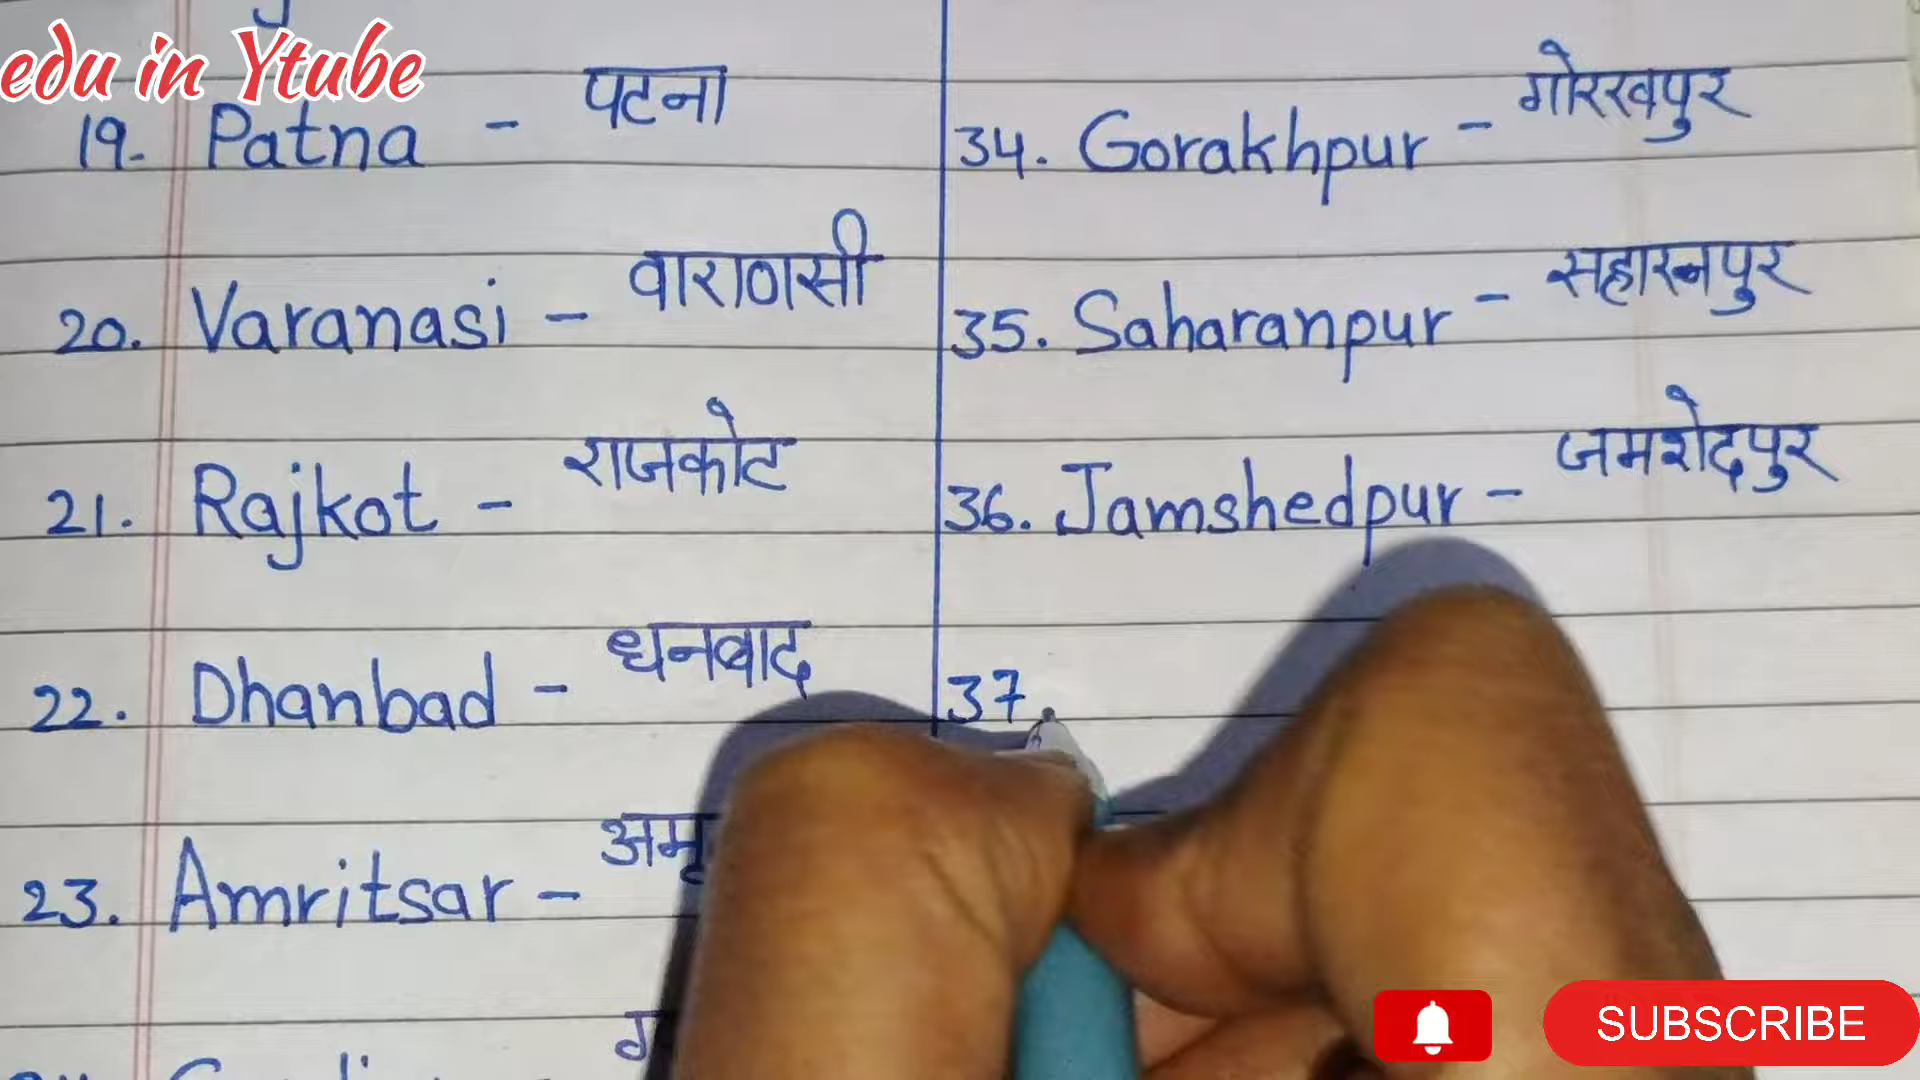 edu in Ytube
19. Patna - पटना
20. Varanasi - वाराणसी
21. Rajkot - राजकोट
22. Dhanbad - धनबाद
23. Amritsar - अमृ
34. Gorakhpur - गोरखपुर
35. Saharanpur - सहारनपुर
36. Jamshedpur - जमशेदपुर
37.
SUBSCRIBE